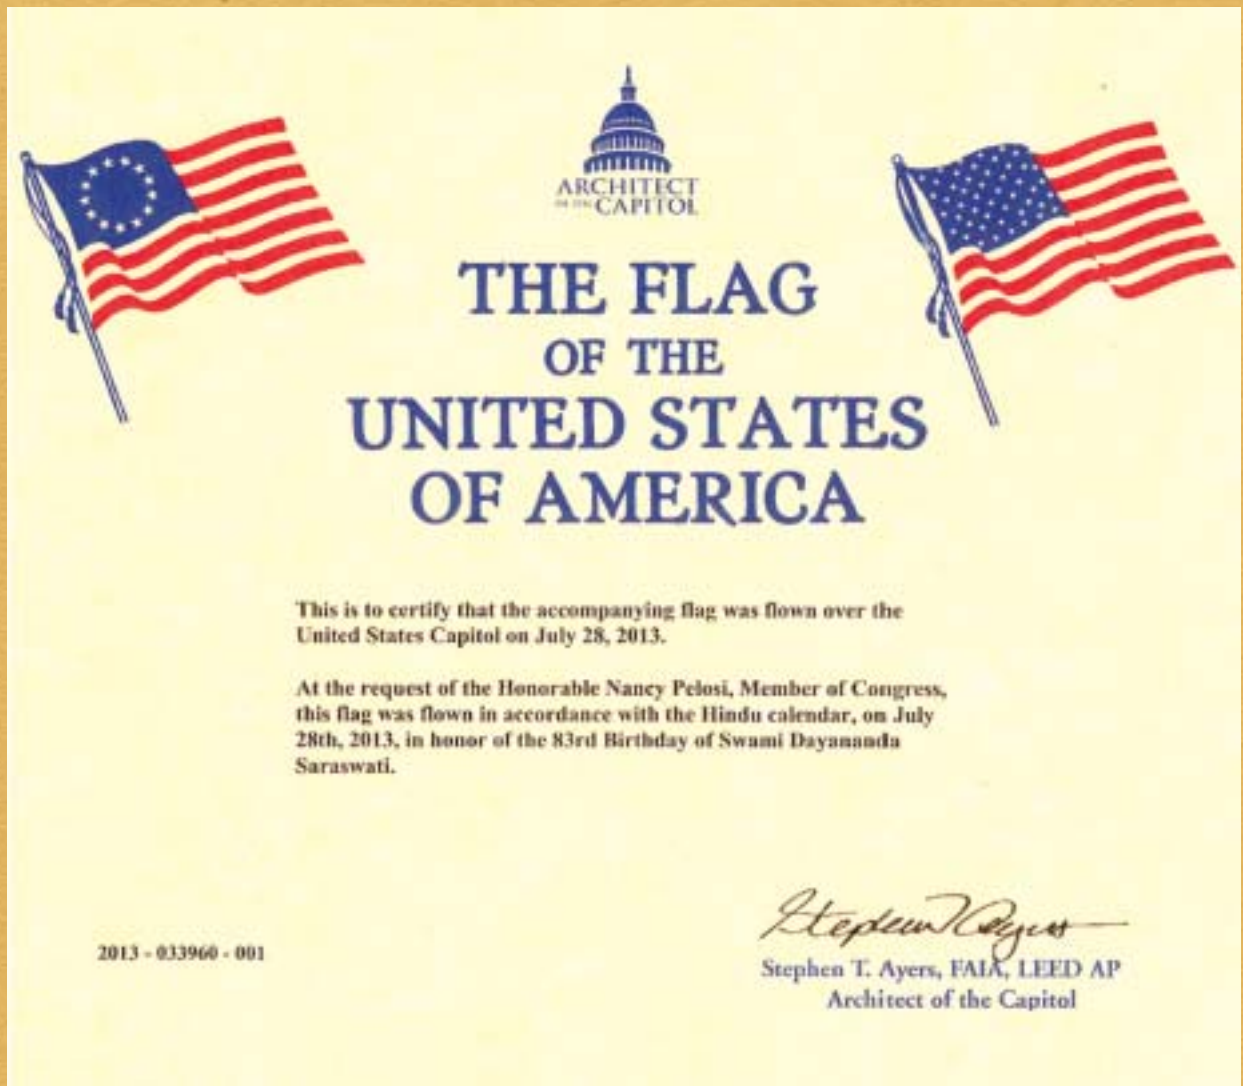 ARCHITECT
OF THE CAPITOL
THE FLAG
OF THE
UNITED STATES
OF AMERICA
This is to certify that the accompanying flag was flown over the
United States Capitol on July 28, 2013.
At the request of the Honorable Nancy Pelosi, Member of Congress,
this flag was flown in accordance with the Hindu calendar, on July
28th, 2013, in honor of the 83rd Birthday of Swami Dayananda
Saraswati.
2013 - 033960 - 001
Stephen T. Ayers
Stephen T. Ayers, FAIA, LEED AP
Architect of the Capitol